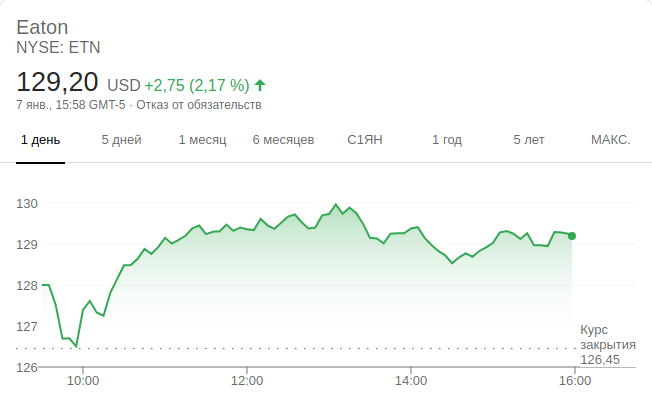 Eaton
NYSE: ETN
129,20 USD +2,75 (2,17 %)
7 янв., 15:58 GMT-5 · Отказ от обязательств
1 день 5 дней 1 месяц 6 месяцев С1ЯН 1 год 5 лет МАКС.
130
129
128
127
126
Курс
закрытия
126,45
10:00 12:00 14:00 16:00